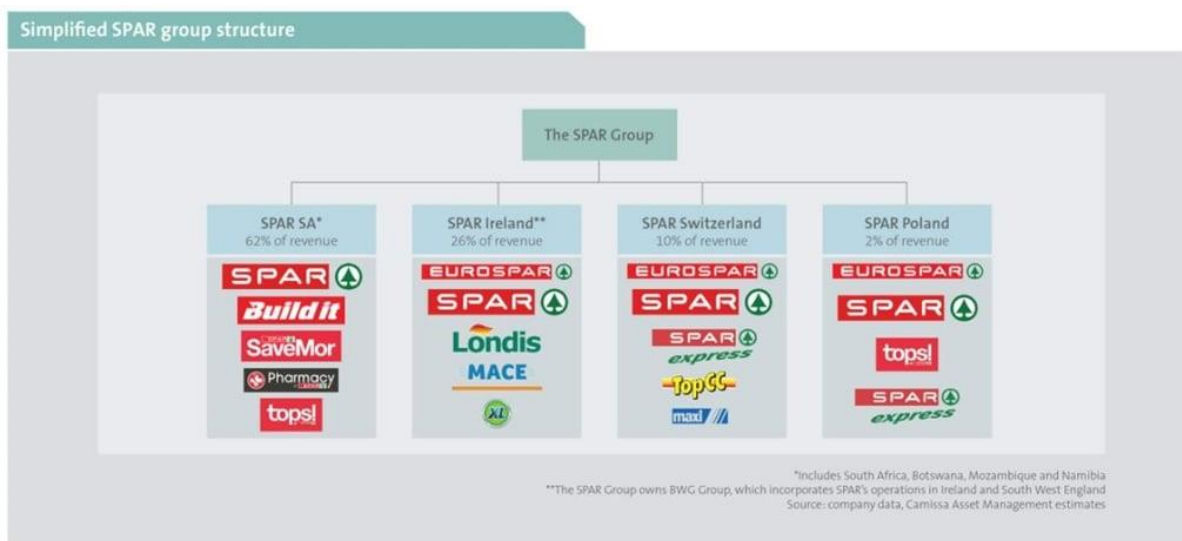 Simplified SPAR group structure
The SPAR Group
SPAR SA*
62% of revenue
SPAR
Build it
SPAR
SaveMor
Pharmacy
tops!
SPAR Ireland**
26% of revenue
EUROSPAR
SPAR
Londis
MACE
XL
SPAR Switzerland
10% of revenue
EUROSPAR
SPAR
SPAR
express
TopCC
maxi
SPAR Poland
2% of revenue
EUROSPAR
SPAR
tops!
SPAR
express
*Includes South Africa, Botswana, Mozambique and Namibia
**The SPAR Group owns BWG Group, which incorporates SPAR's operations in Ireland and South West England
Source: company data, Camissa Asset Management estimates